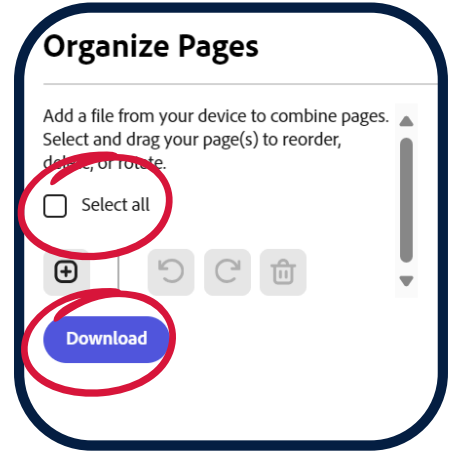 Organize Pages
Add a file from your device to combine pages.
Select and drag your page(s) to reorder,
delete, or rotate.
Select all
Download